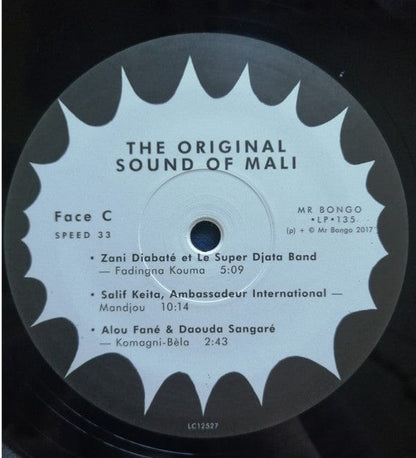 THE ORIGINAL
SOUND OF MALI
Face C
SPEED 33
MR BONGO
•LP•135
(p) + © Mr Bongo 2017
• Zani Diabaté et Le Super Djata Band
— Fadingna Kouma 5:09
• Salif Keita, Ambassadeur International —
Mandjou 10:14
• Alou Fané & Daouda Sangaré
— Komagni-Bèla 2:43
LC12527